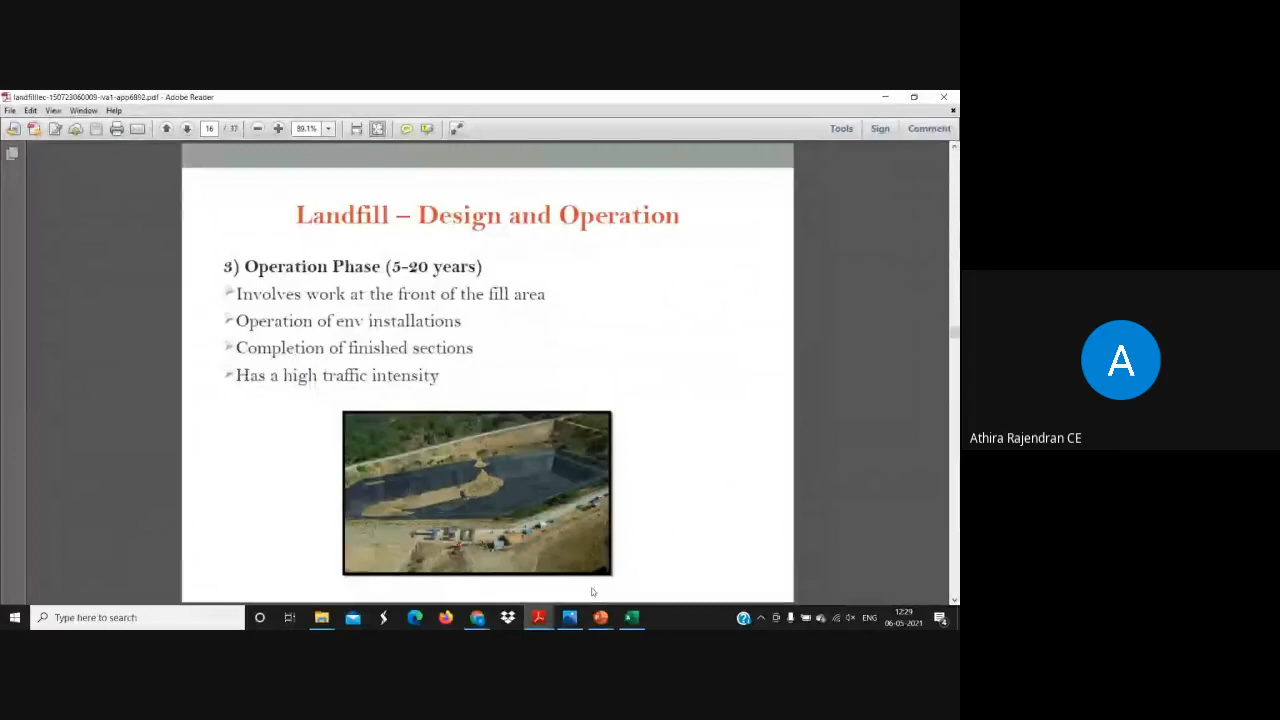 landfilllec-150723060009-lva1-app6892.pdf - Adobe Reader
File Edit View Window Help
16 / 37 89.1% Tools Sign Comment
Landfill – Design and Operation
3) Operation Phase (5-20 years)
Involves work at the front of the fill area
Operation of env installations
Completion of finished sections
Has a high traffic intensity
A
Athira Rajendran CE
Type here to search
ENG
12:29
06-05-2021